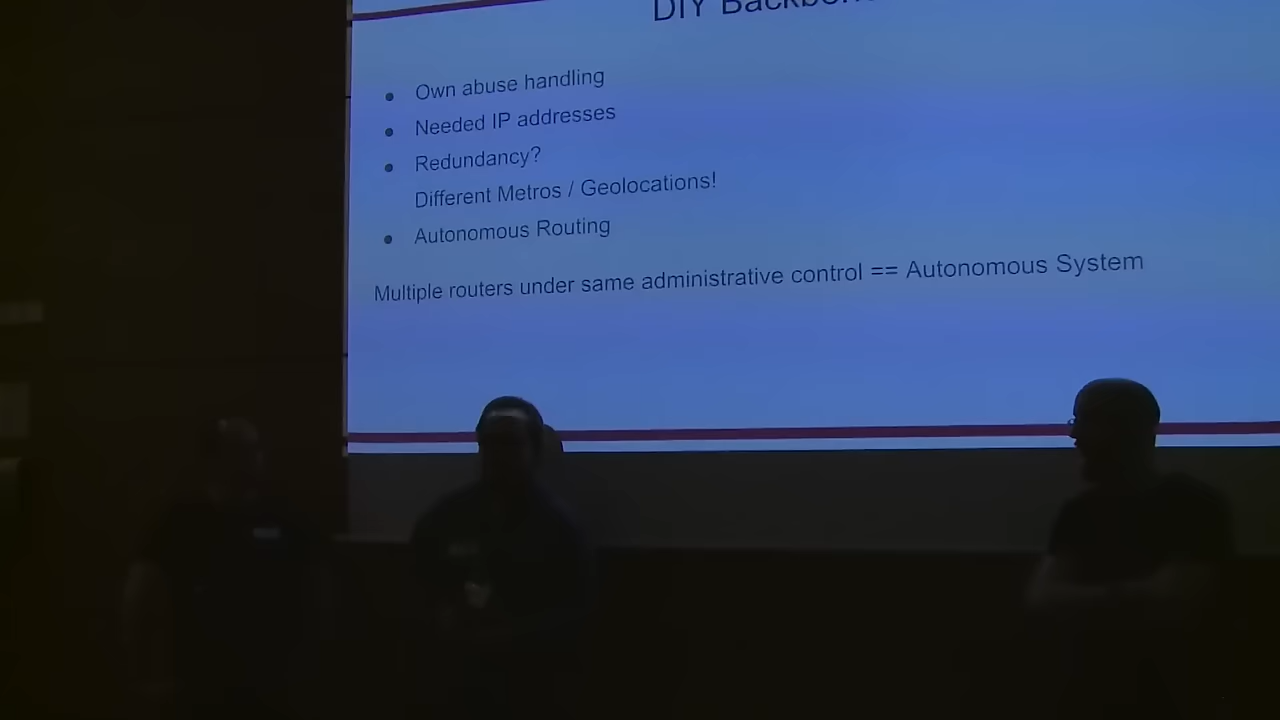 DIY
Own abuse handling
Needed IP addresses
Redundancy?
Different Metros / Geolocations!
Autonomous Routing
Multiple routers under same administrative control == Autonomous System